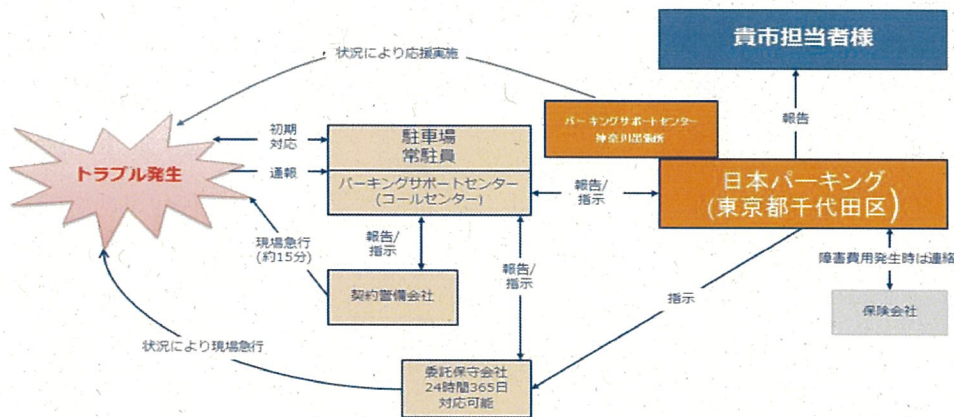 貴市担当者様
状況により応援実施
パーキングサポートセンター
神奈川出張所
報告
初期
対応
駐車場
常駐員
トラブル発生
通報
パーキングサポートセンター
(コールセンター)
報告/
指示
日本パーキング
(東京都千代田区)
現場急行
(約15分)
報告/
指示
報告/
指示
障害費用発生時は連絡
契約警備会社
指示
保険会社
状況により現場急行
委託保守会社
24時間365日
対応可能